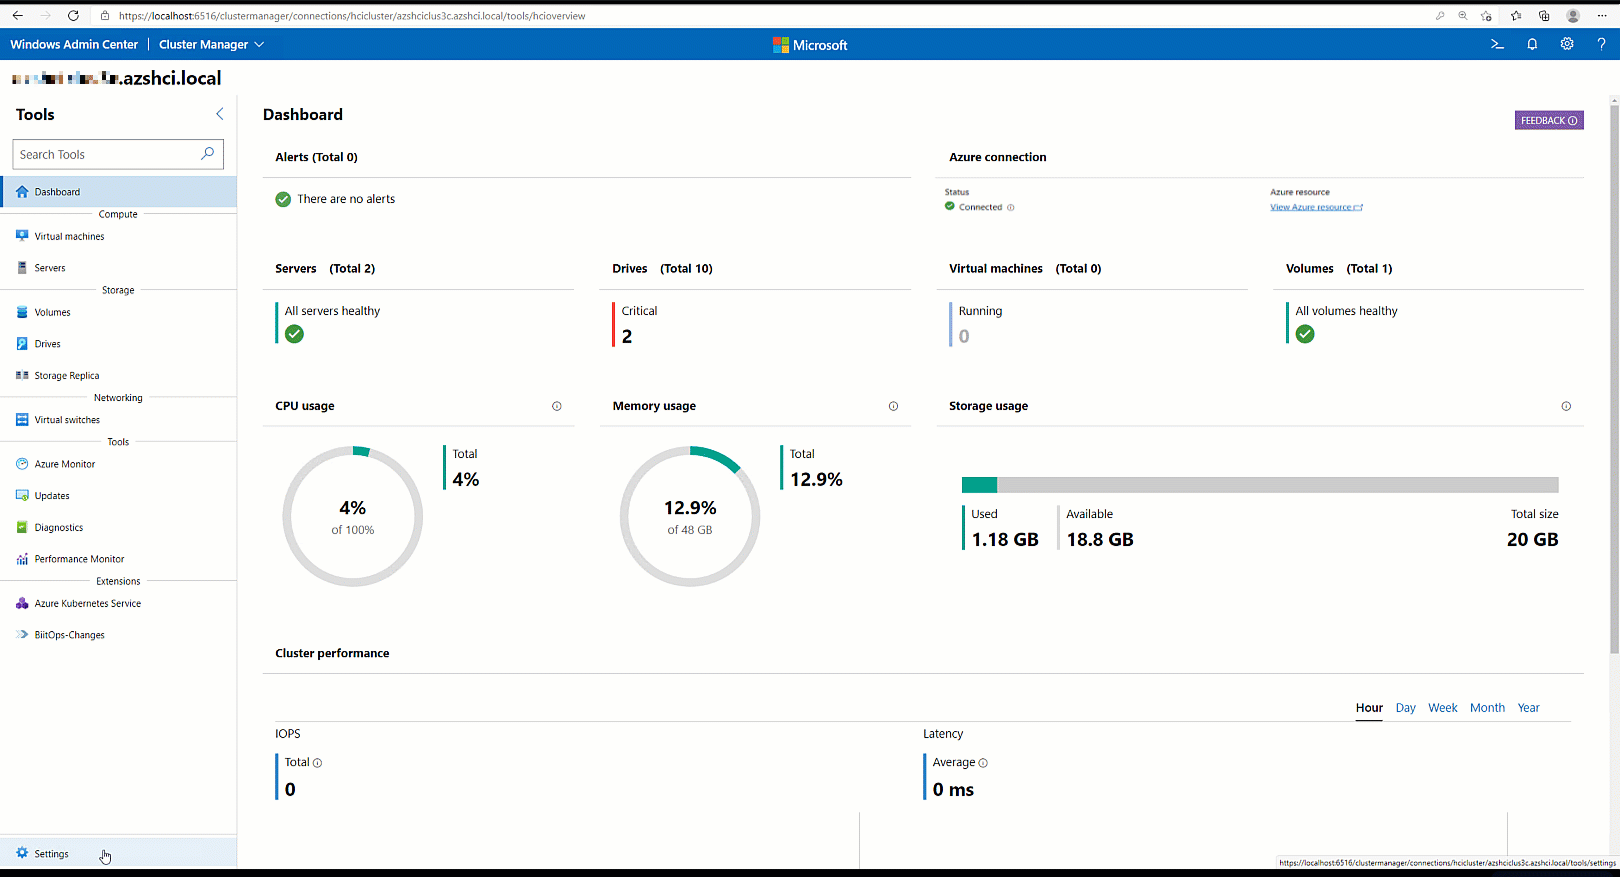 https://localhost:6516/clustermanager/connections/hcicluster/azshciclus3c.azshci.local/tools/hcioverview
Windows Admin Center | Cluster Manager
Microsoft
?
.azshci.local
Tools
Search Tools
Dashboard
Compute
Virtual machines
Servers
Storage
Volumes
Drives
Storage Replica
Networking
Virtual switches
Tools
Azure Monitor
Updates
Diagnostics
Performance Monitor
Extensions
Azure Kubernetes Service
BiitOps-Changes
Settings
Dashboard
FEEDBACK
Alerts (Total 0)
There are no alerts
Azure connection
Status
Connected
Azure resource
View Azure resource
Servers (Total 2)
All servers healthy
Drives (Total 10)
Critical
2
Virtual machines (Total 0)
Running
0
Volumes (Total 1)
All volumes healthy
CPU usage
4%
of 100%
Total
4%
Memory usage
12.9%
of 48 GB
Total
12.9%
Storage usage
Used
1.18 GB
Available
18.8 GB
Total size
20 GB
Cluster performance
Hour Day Week Month Year
IOPS
Total
0
Latency
Average
0 ms
https://localhost:6516/clustermanager/connections/hcicluster/azshciclus3c.azshci.local/tools/settings